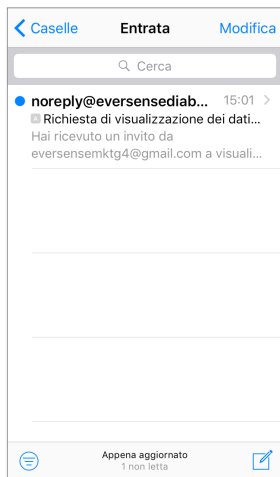 Caselle Entrata Modifica
Cerca
noreply@eversensediab... 15:01
Richiesta di visualizzazione dei dati...
Hai ricevuto un invito da
eversensemktg4@gmail.com a visuali...
Appena aggiornato
1 non letta